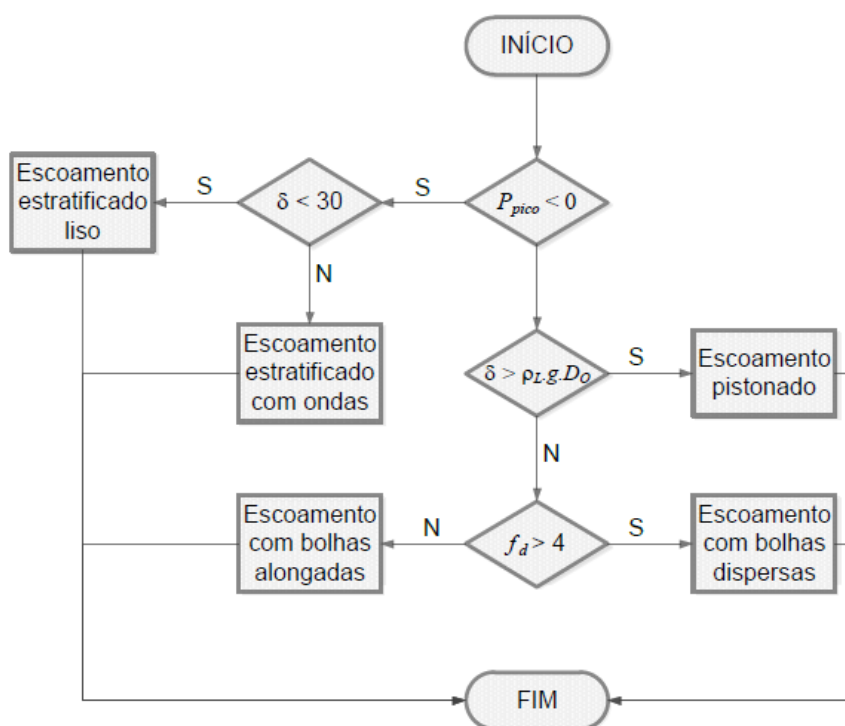 INÍCIO
Escoamento
estratificado
liso
S
δ < 30
S
P_pico < 0
N
Escoamento
estratificado
com ondas
δ > ρ_L.g.D_O
S
Escoamento
pistonado
N
Escoamento
com bolhas
alongadas
N
f_d > 4
S
Escoamento
com bolhas
dispersas
FIM